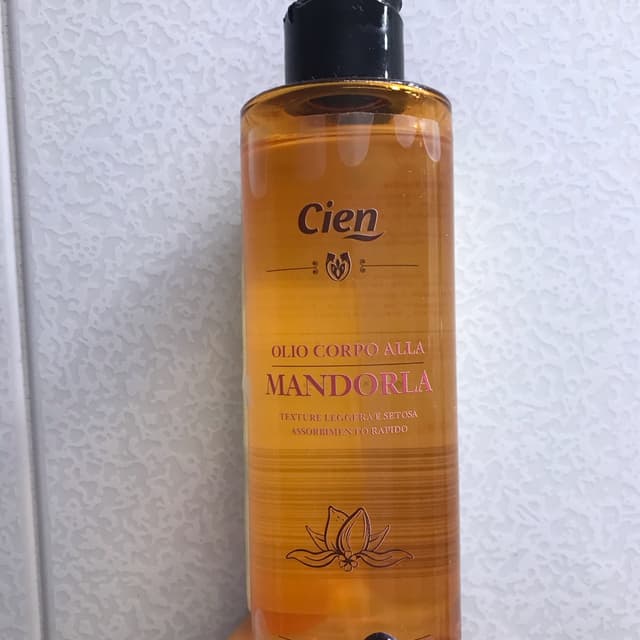 Cien
OLIO CORPO ALLA
MANDORLA
TEXTURE LEGGERA E SETOSA
ASSORBIMENTO RAPIDO